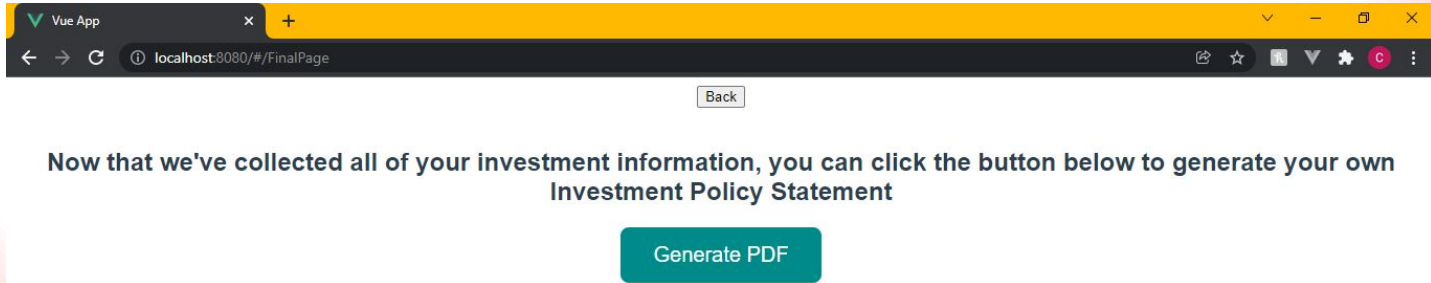 Vue App
localhost:8080/#/FinalPage
C
Back
Now that we've collected all of your investment information, you can click the button below to generate your own
Investment Policy Statement
Generate PDF